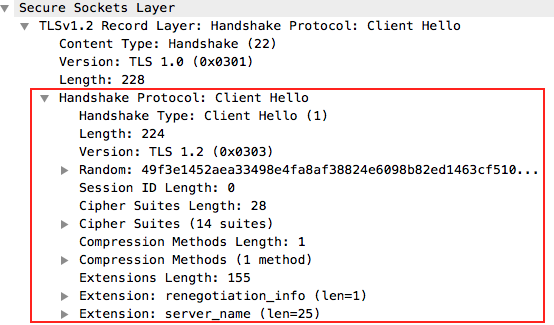 Secure Sockets Layer
TLSv1.2 Record Layer: Handshake Protocol: Client Hello
Content Type: Handshake (22)
Version: TLS 1.0 (0x0301)
Length: 228
Handshake Protocol: Client Hello
Handshake Type: Client Hello (1)
Length: 224
Version: TLS 1.2 (0x0303)
Random: 49f3e1452aea33498e4fa8af38824e6098b82ed1463cf510...
Session ID Length: 0
Cipher Suites Length: 28
Cipher Suites (14 suites)
Compression Methods Length: 1
Compression Methods (1 method)
Extensions Length: 155
Extension: renegotiation_info (len=1)
Extension: server_name (len=25)